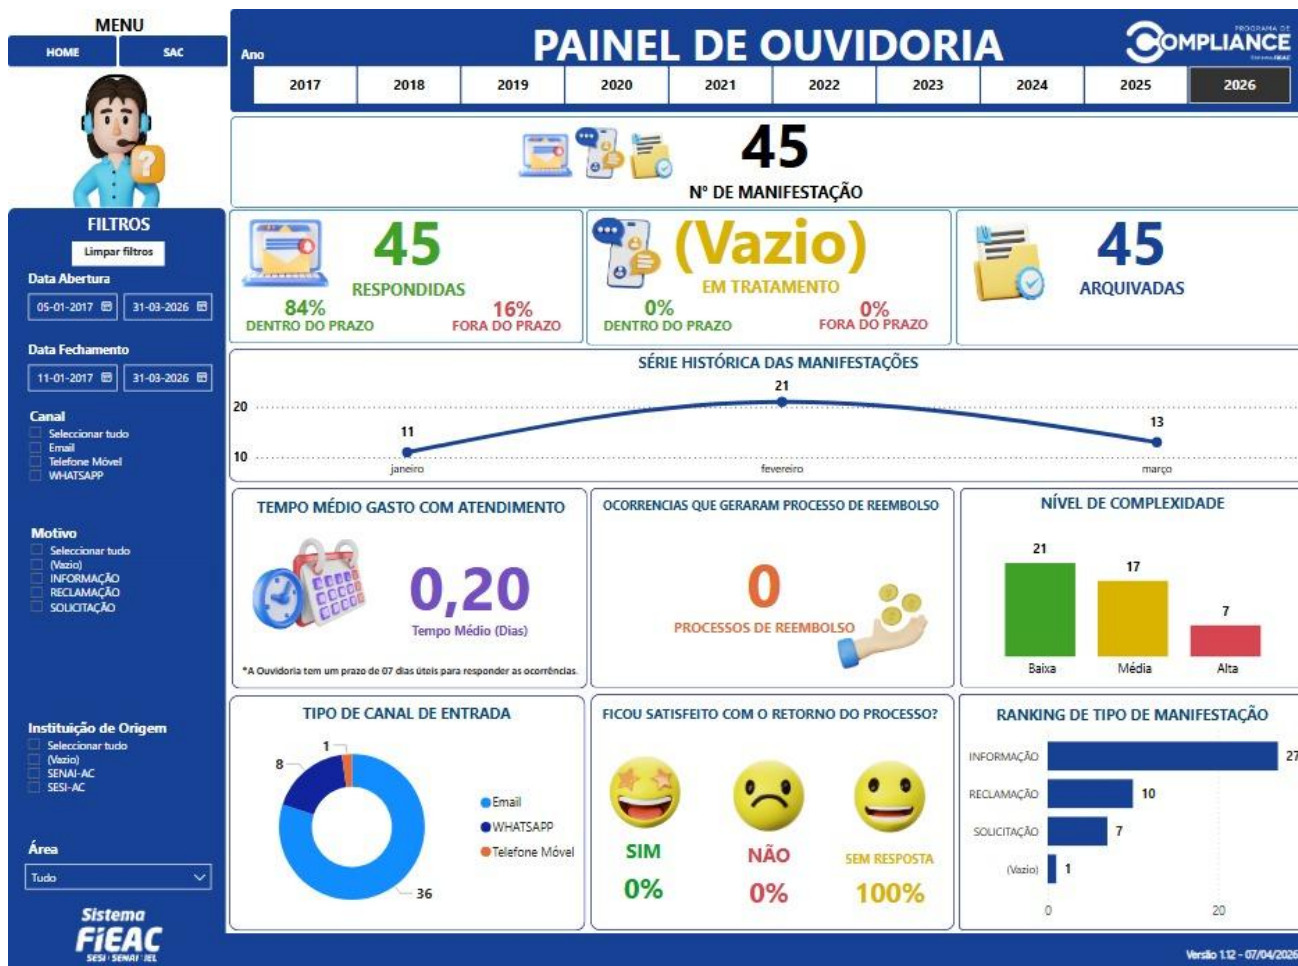 MENU
HOME
SAC
PAINEL DE OUVIDORIA
PROGRAMA DE
COMPLIANCE
Sistema FIEAC
Ano
2017
2018
2019
2020
2021
2022
2023
2024
2025
2026
45
N° DE MANIFESTAÇÃO
FILTROS
Limpar filtros
Data Abertura
05-01-2017
31-03-2026
Data Fechamento
11-01-2017
31-03-2026
Canal
Seleccionar tudo
Email
Telefone Móvel
WHATSAPP
Motivo
Seleccionar tudo
(Vazio)
INFORMAÇÃO
RECLAMAÇÃO
SOLICITAÇÃO
Instituição de Origem
Seleccionar tudo
(Vazio)
SENAI-AC
SESI-AC
Área
Tudo
Sistema
FIEAC
SESI SENAI IEL
45
RESPONDIDAS
84%
DENTRO DO PRAZO
16%
FORA DO PRAZO
(Vazio)
EM TRATAMENTO
0%
DENTRO DO PRAZO
0%
FORA DO PRAZO
45
ARQUIVADAS
SÉRIE HISTÓRICA DAS MANIFESTAÇÕES
20
10
11
21
13
janeiro
fevereiro
março
TEMPO MÉDIO GASTO COM ATENDIMENTO
0,20
Tempo Médio (Dias)
*A Ouvidoria tem um prazo de 07 dias úteis para responder as ocorrências.
OCORRENCIAS QUE GERARAM PROCESSO DE REEMBOLSO
0
PROCESSOS DE REEMBOLSO
NÍVEL DE COMPLEXIDADE
21
17
7
Baixa
Média
Alta
TIPO DE CANAL DE ENTRADA
1
8
36
Email
WHATSAPP
Telefone Móvel
FICOU SATISFEITO COM O RETORNO DO PROCESSO?
SIM
0%
NÃO
0%
SEM RESPOSTA
100%
RANKING DE TIPO DE MANIFESTAÇÃO
INFORMAÇÃO
27
RECLAMAÇÃO
10
SOLICITAÇÃO
7
(Vazio)
1
0
20
Versão 1.12 - 07/04/2026